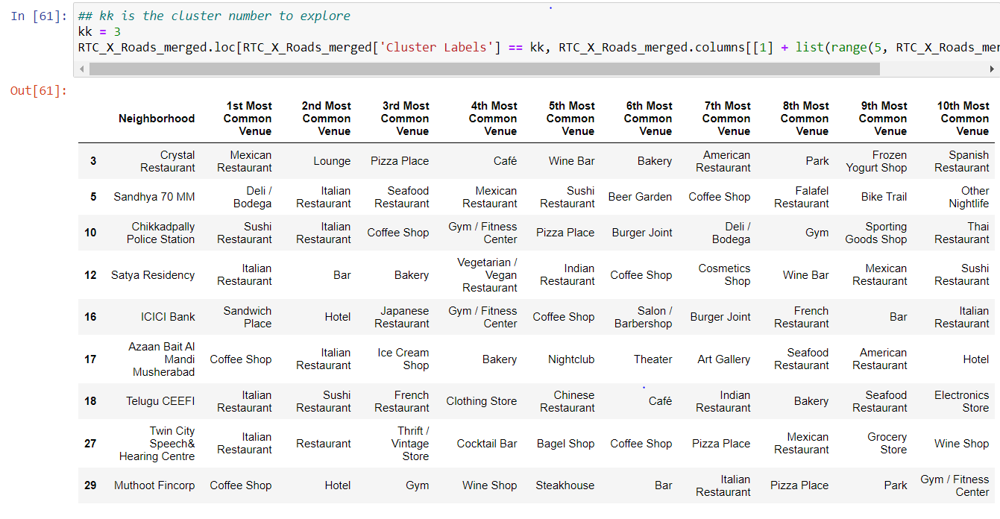 In [61]: ## kk is the cluster number to explore
kk = 3
RTC_X_Roads_merged.loc[RTC_X_Roads_merged['Cluster Labels'] == kk, RTC_X_Roads_merged.columns[[1] + list(range(5, RTC_X_Roads_mer
Out[61]:
Neighborhood 1st Most Common Venue 2nd Most Common Venue 3rd Most Common Venue 4th Most Common Venue 5th Most Common Venue 6th Most Common Venue 7th Most Common Venue 8th Most Common Venue 9th Most Common Venue 10th Most Common Venue
3 Crystal Restaurant Mexican Restaurant Lounge Pizza Place Café Wine Bar Bakery American Restaurant Park Frozen Yogurt Shop Spanish Restaurant
5 Sandhya 70 MM Deli / Bodega Italian Restaurant Seafood Restaurant Mexican Restaurant Sushi Restaurant Beer Garden Coffee Shop Falafel Restaurant Bike Trail Other Nightlife
10 Chikkadpally Police Station Sushi Restaurant Italian Restaurant Coffee Shop Gym / Fitness Center Pizza Place Burger Joint Deli / Bodega Gym Sporting Goods Shop Thai Restaurant
12 Satya Residency Italian Restaurant Bar Bakery Vegetarian / Vegan Restaurant Indian Restaurant Coffee Shop Cosmetics Shop Wine Bar Mexican Restaurant Sushi Restaurant
16 ICICI Bank Sandwich Place Hotel Japanese Restaurant Gym / Fitness Center Coffee Shop Salon / Barbershop Burger Joint French Restaurant Bar Italian Restaurant
17 Azaan Bait Al Mandi Musherabad Coffee Shop Italian Restaurant Ice Cream Shop Bakery Nightclub Theater Art Gallery Seafood Restaurant American Restaurant Hotel
18 Telugu CEEFI Italian Restaurant Sushi Restaurant French Restaurant Clothing Store Chinese Restaurant Café Indian Restaurant Bakery Seafood Restaurant Electronics Store
27 Twin City Speech& Hearing Centre Italian Restaurant Restaurant Thrift / Vintage Store Cocktail Bar Bagel Shop Coffee Shop Pizza Place Mexican Restaurant Grocery Store Wine Shop
29 Muthoot Fincorp Coffee Shop Hotel Gym Wine Shop Steakhouse Bar Italian Restaurant Pizza Place Park Gym / Fitness Center